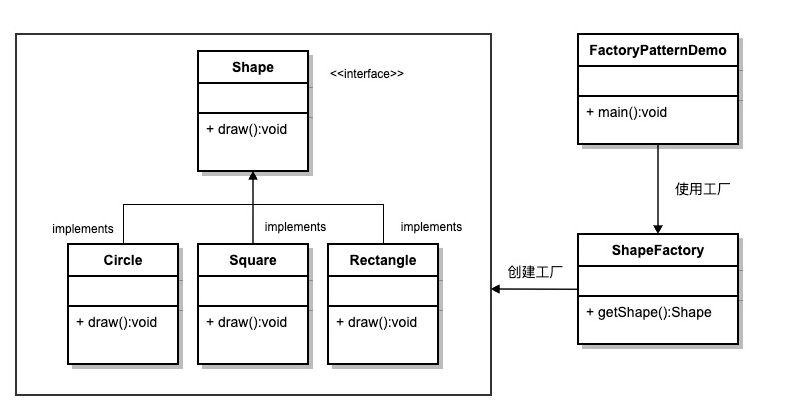 Shape
<<interface>>
+ draw():void
implements
implements
implements
Circle
+ draw():void
Square
+ draw():void
Rectangle
+ draw():void
FactoryPatternDemo
+ main():void
使用工厂
ShapeFactory
+ getShape():Shape
创建工厂